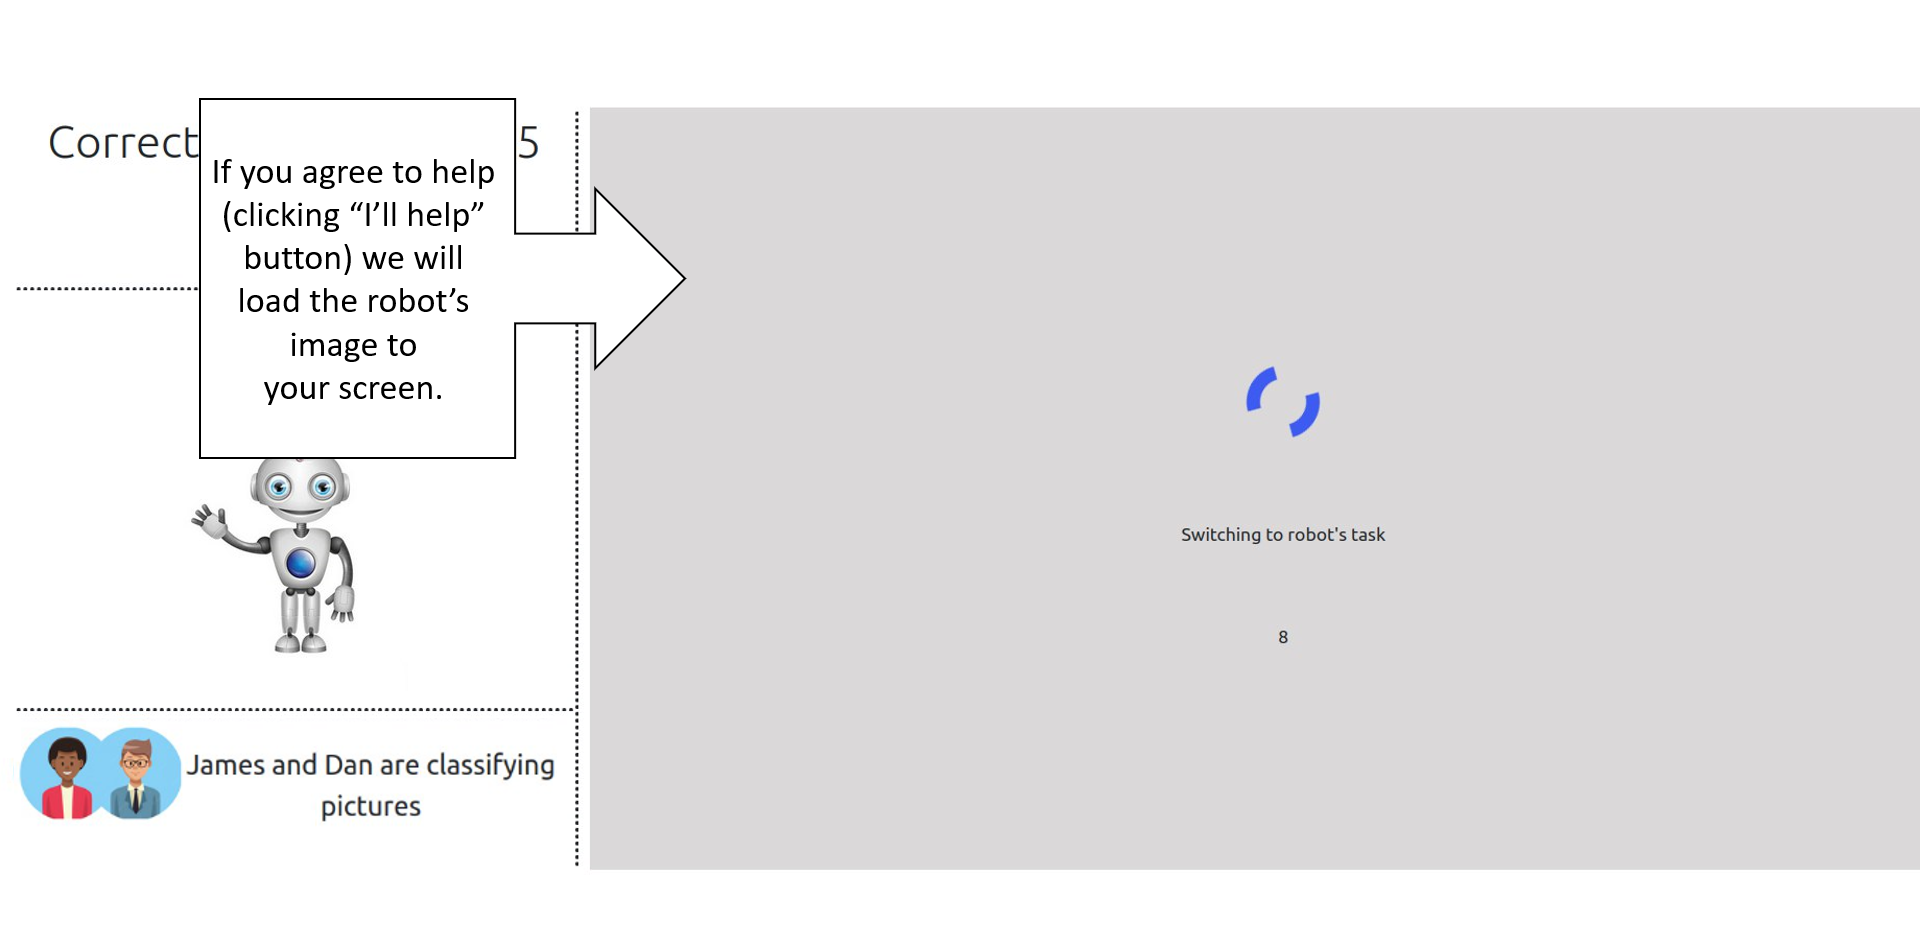 Correct 5
If you agree to help
(clicking “I’ll help”
button) we will
load the robot’s
image to
your screen.
Switching to robot's task
8
James and Dan are classifying
pictures